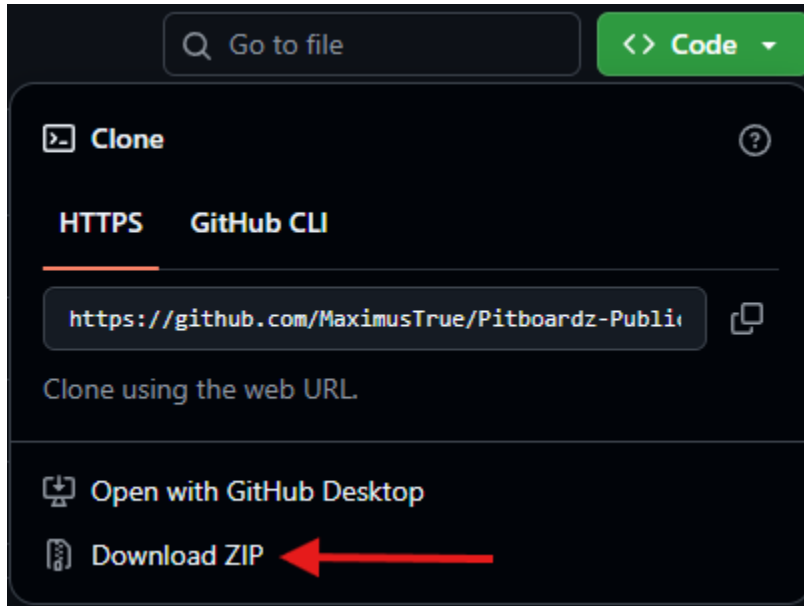 Go to file
<> Code
Clone
HTTPS GitHub CLI
https://github.com/MaximusTrue/Pitboardz-Publi
Clone using the web URL.
Open with GitHub Desktop
Download ZIP